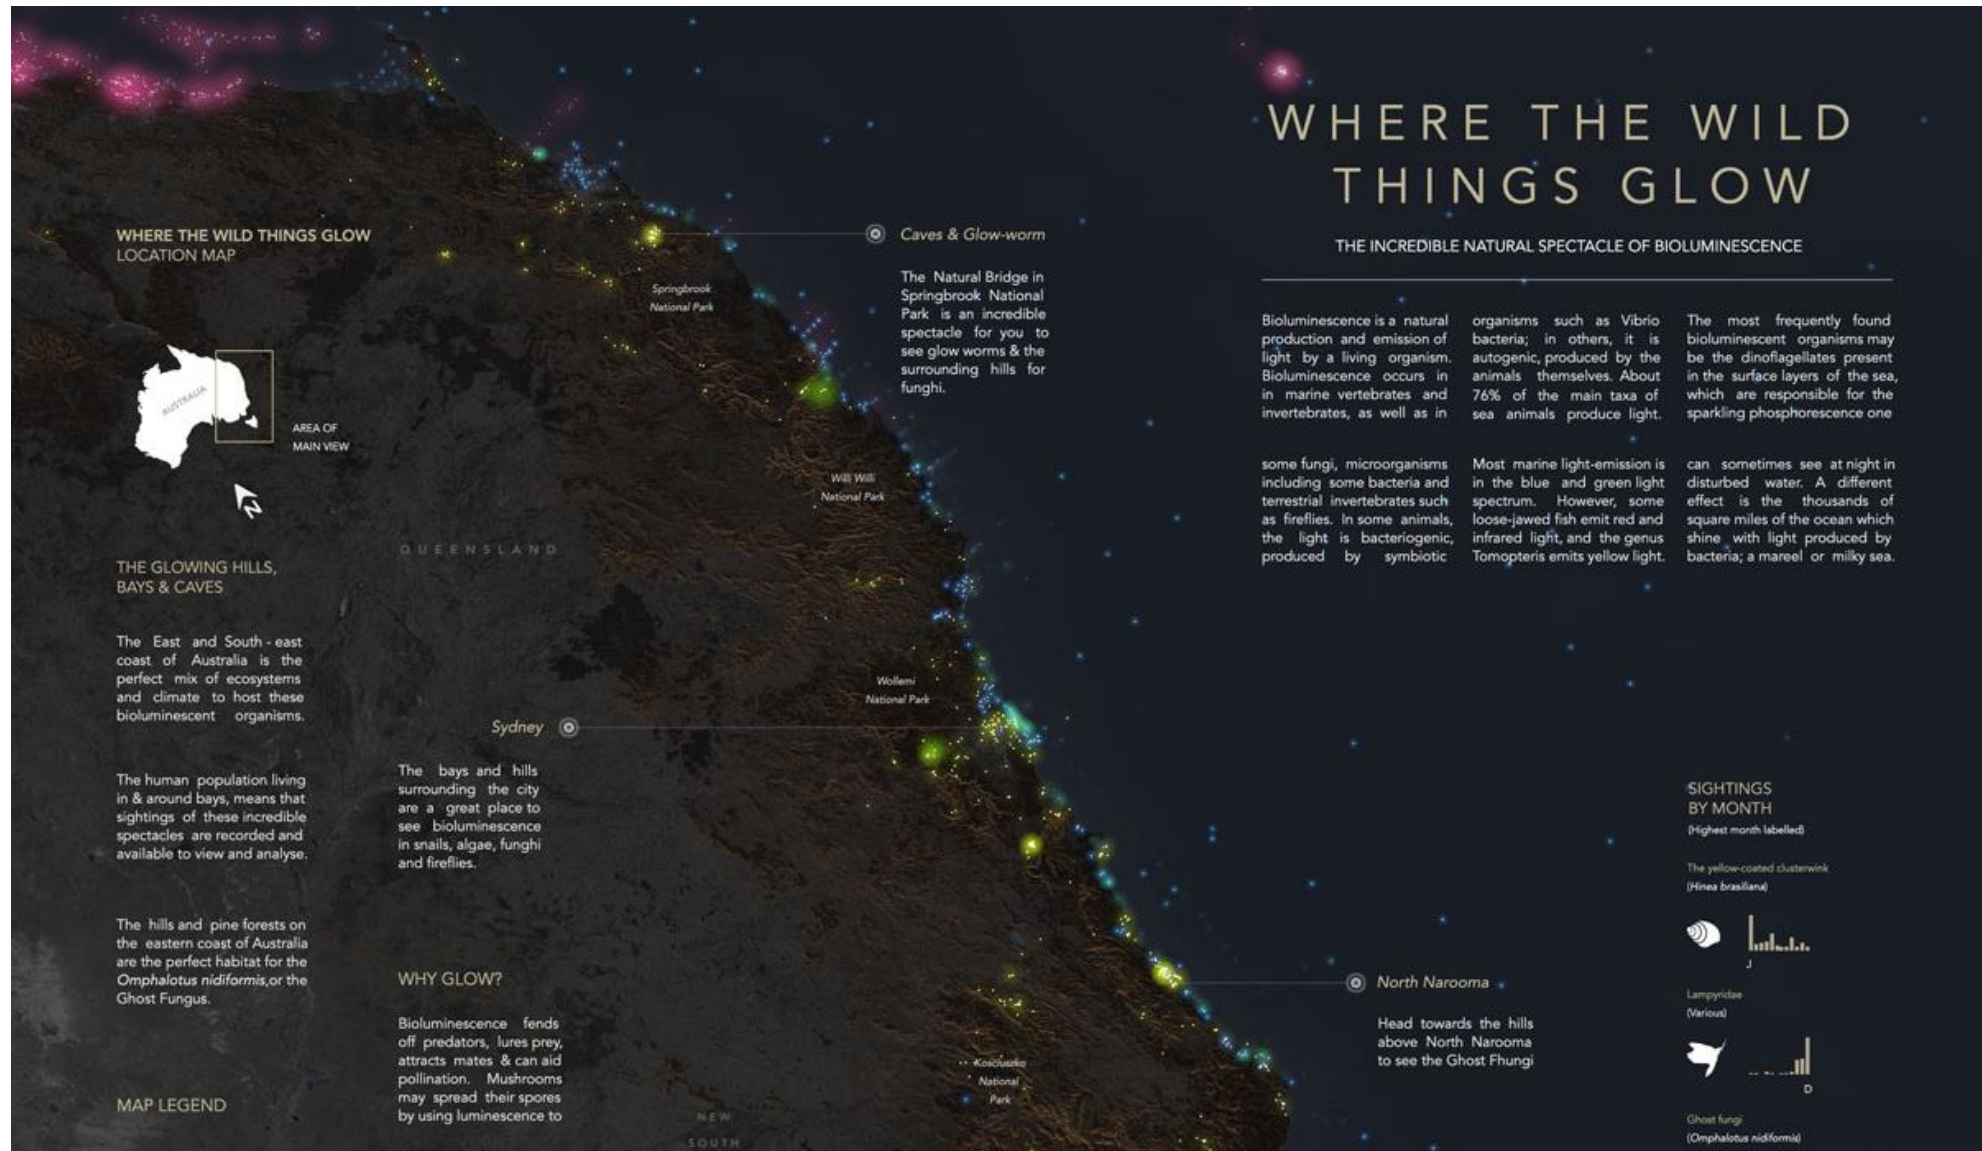 WHERE THE WILD
THINGS GLOW
THE INCREDIBLE NATURAL SPECTACLE OF BIOLUMINESCENCE
Bioluminescence is a natural
production and emission of
light by a living organism.
Bioluminescence occurs in
in marine vertebrates and
invertebrates, as well as in
some fungi, microorganisms
including some bacteria and
terrestrial invertebrates such
as fireflies. In some animals,
the light is bacteriogenic,
produced by symbiotic
organisms such as Vibrio
bacteria; in others, it is
autogenic, produced by the
animals themselves. About
76% of the main taxa of
sea animals produce light.
Most marine light-emission is
in the blue and green light
spectrum. However, some
loose-jawed fish emit red and
infrared light, and the genus
Tomopteris emits yellow light.
The most frequently found
bioluminescent organisms may
be the dinoflagellates present
in the surface layers of the sea,
which are responsible for the
sparkling phosphorescence one
can sometimes see at night in
disturbed water. A different
effect is the thousands of
square miles of the ocean which
shine with light produced by
bacteria; a mareel or milky sea.
WHERE THE WILD THINGS GLOW
LOCATION MAP
AUSTRALIA
AREA OF
MAIN VIEW
N
THE GLOWING HILLS,
BAYS & CAVES
The East and South - east
coast of Australia is the
perfect mix of ecosystems
and climate to host these
bioluminescent organisms.
The human population living
in & around bays, means that
sightings of these incredible
spectacles are recorded and
available to view and analyse.
The hills and pine forests on
the eastern coast of Australia
are the perfect habitat for the
Omphalotus nidiformis,or the
Ghost Fungus.
MAP LEGEND
Caves & Glow-worm
The Natural Bridge in
Springbrook National
Park is an incredible
spectacle for you to
see glow worms & the
surrounding hills for
funghi.
Springbrook
National Park
Willi Willi
National Park
QUEENSLAND
Wollemi
National Park
Sydney
The bays and hills
surrounding the city
are a great place to
see bioluminescence
in snails, algae, funghi
and fireflies.
WHY GLOW?
Bioluminescence fends
off predators, lures prey,
attracts mates & can aid
pollination. Mushrooms
may spread their spores
by using luminescence to
North Narooma
Head towards the hills
above North Narooma
to see the Ghost Fhungi
Kosciuszko
National
Park
NEW
SOUTH
SIGHTINGS
BY MONTH
(Highest month labelled)
The yellow-coated clusterwink
(Hinea brasiliana)
J
Lampyridae
(Various)
D
Ghost fungi
(Omphalotus nidiformis)